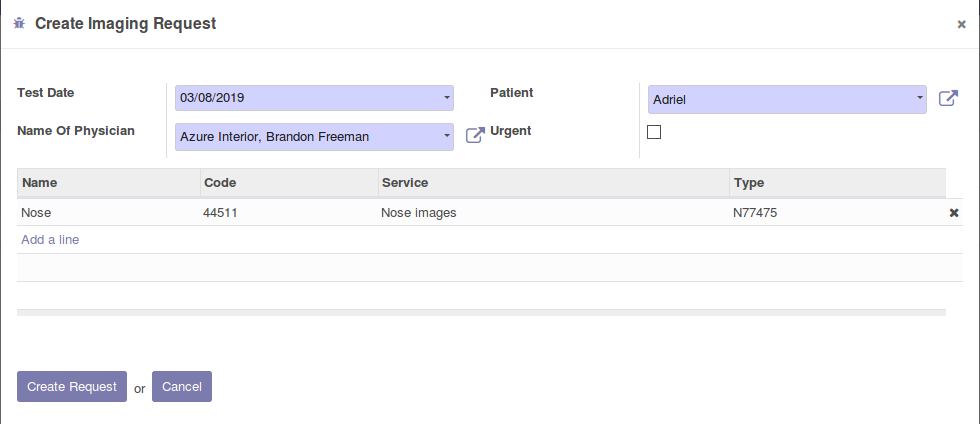 Create Imaging Request ×
Test Date 03/08/2019 Patient Adriel
Name Of Physician Azure Interior, Brandon Freeman Urgent
Name Code Service Type
Nose 44511 Nose images N77475
Add a line
Create Request or Cancel